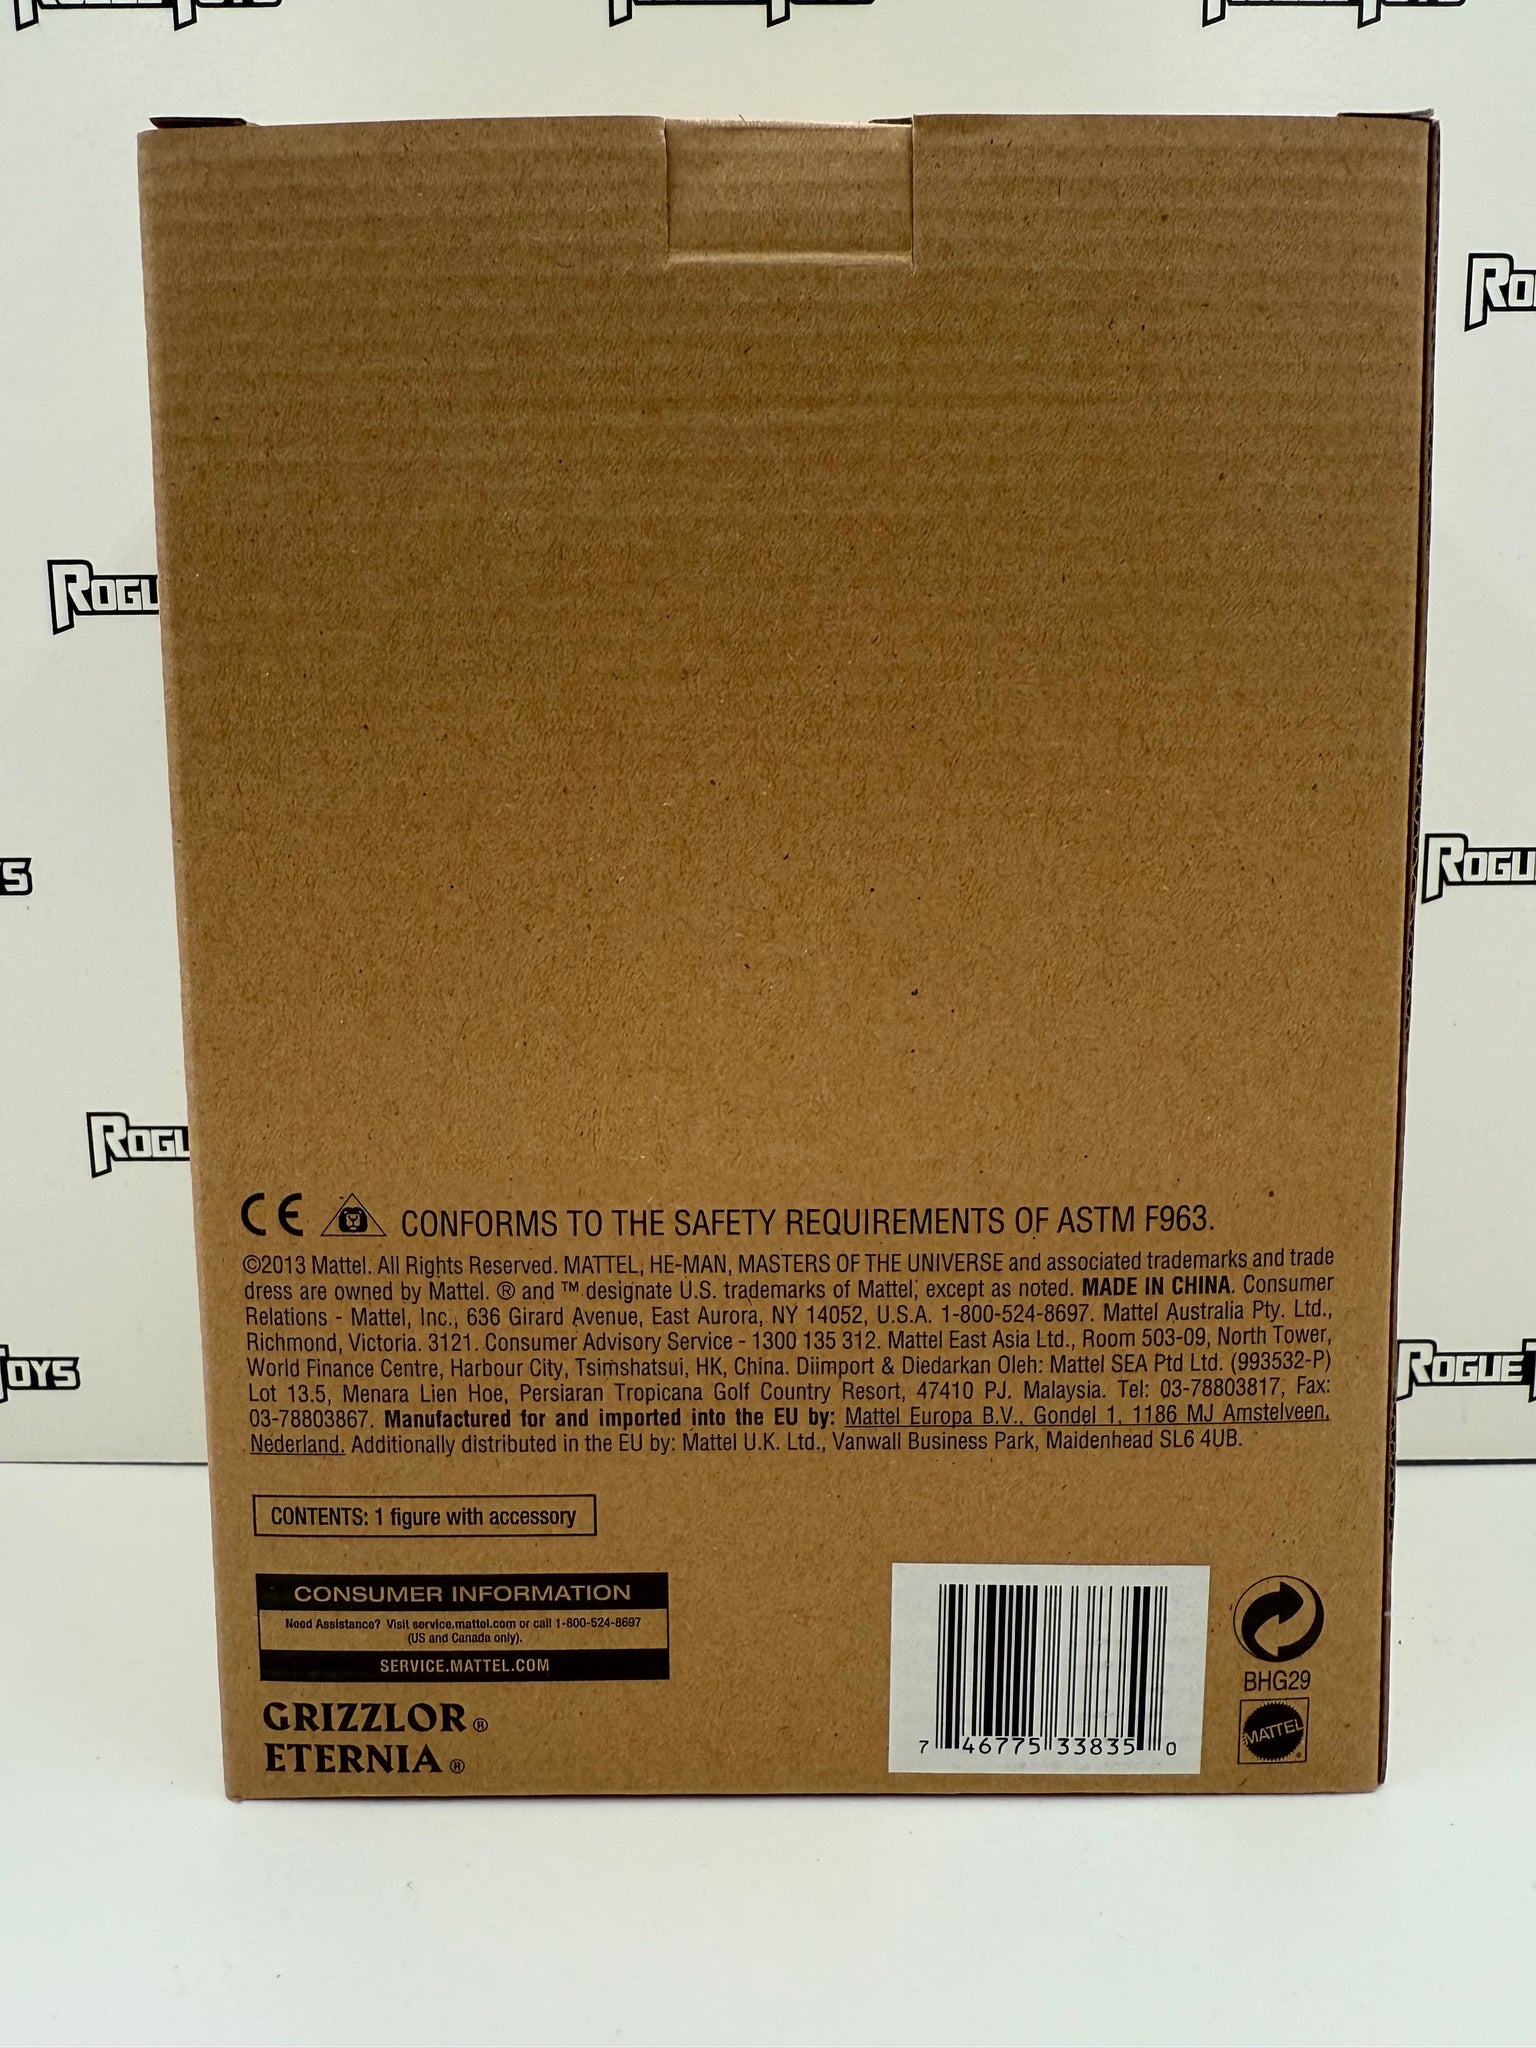 ROGUE TOYS
CE CONFORMS TO THE SAFETY REQUIREMENTS OF ASTM F963.
©2013 Mattel. All Rights Reserved. MATTEL, HE-MAN, MASTERS OF THE UNIVERSE and associated trademarks and trade
dress are owned by Mattel. ® and ™ designate U.S. trademarks of Mattel, except as noted. MADE IN CHINA. Consumer
Relations - Mattel, Inc., 636 Girard Avenue, East Aurora, NY 14052, U.S.A. 1-800-524-8697. Mattel Australia Pty. Ltd.,
Richmond, Victoria. 3121. Consumer Advisory Service - 1300 135 312. Mattel East Asia Ltd., Room 503-09, North Tower,
World Finance Centre, Harbour City, Tsimshatsui, HK, China. Diimport & Diedarkan Oleh: Mattel SEA Ptd Ltd. (993532-P)
Lot 13.5, Menara Lien Hoe, Persiaran Tropicana Golf Country Resort, 47410 PJ. Malaysia. Tel: 03-78803817, Fax:
03-78803867. Manufactured for and imported into the EU by: Mattel Europa B.V., Gondel 1, 1186 MJ Amstelveen,
Nederland. Additionally distributed in the EU by: Mattel U.K. Ltd., Vanwall Business Park, Maidenhead SL6 4UB.
CONTENTS: 1 figure with accessory
CONSUMER INFORMATION
Need Assistance? Visit service.mattel.com or call 1-800-524-8697
(US and Canada only).
SERVICE.MATTEL.COM
GRIZZLOR®
ETERNIA®
7 46775 33835 0
BHG29
MATTEL®